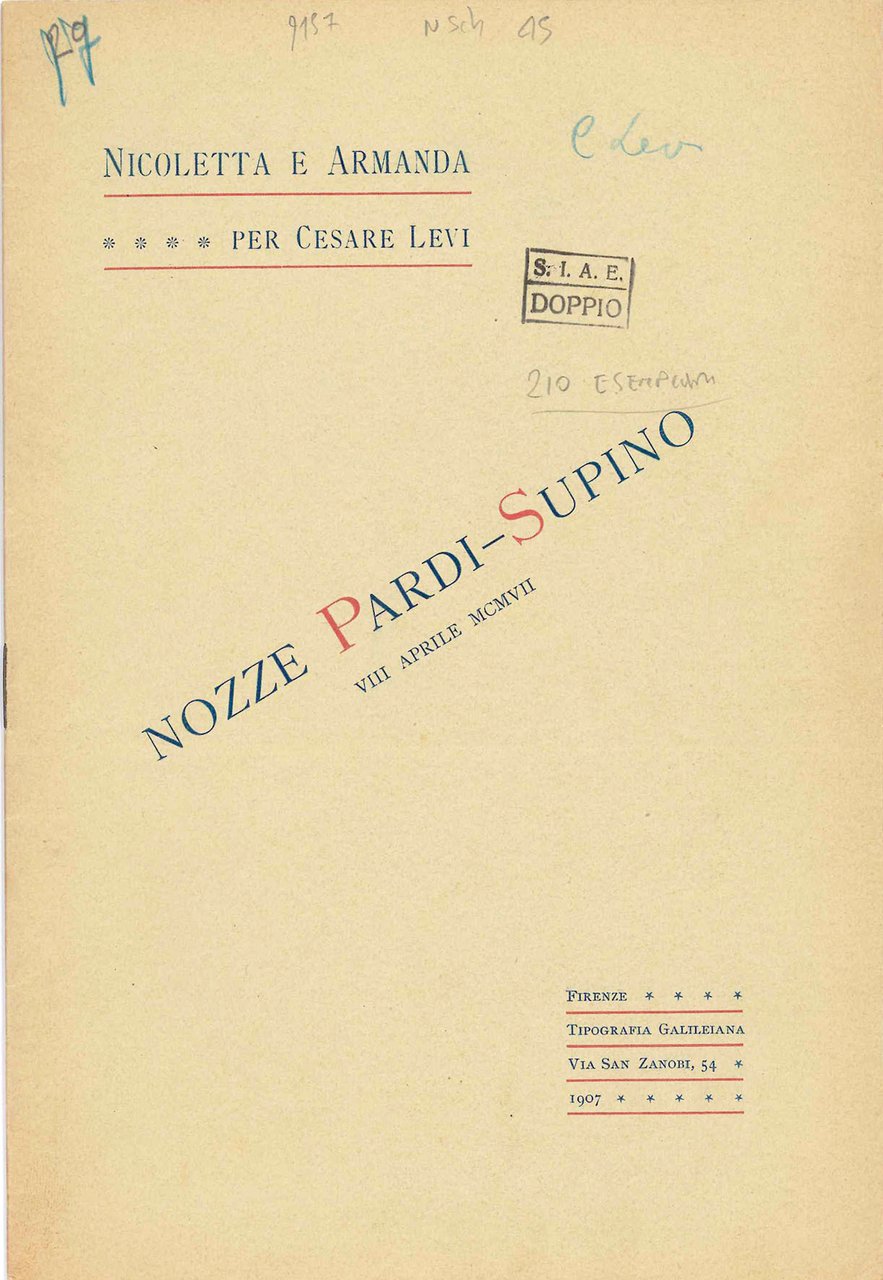 29
9157 N Sch 45
NICOLETTA E ARMANDA
C Levi
* * * * PER CESARE LEVI
S. I. A. E.
DOPPIO
210
NOZZE PARDI-SUPINO
VIII APRILE MCMVII
FIRENZE * * * *
TIPOGRAFIA GALILEIANA
VIA SAN ZANOBI, 54 *
1907 * * * * *